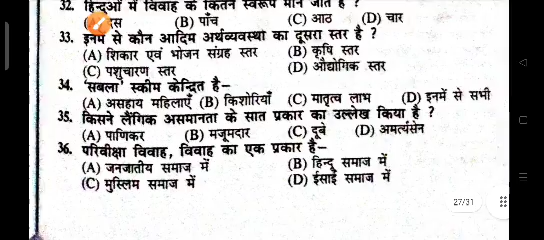 32. हिन्दुओं में विवाह के कितने स्वरूप माने जाते हैं ?
(B) पाँच (C) आठ (D) चार
33. इनमें से कौन आदिम अर्थव्यवस्था का दूसरा स्तर है ?
(A) शिकार एवं भोजन संग्रह स्तर (B) कृषि स्तर
(C) पशुचारण स्तर (D) औद्योगिक स्तर
34. 'सबला' स्कीम केन्द्रित है–
(A) असहाय महिलाएँ (B) किशोरियाँ (C) मातृत्व लाभ (D) इनमें से सभी
35. किसने लैंगिक असमानता के सात प्रकार का उल्लेख किया है ?
(A) पाणिकर (B) मजूमदार (C) दूबे (D) अमर्त्यसेन
36. परिवीक्षा विवाह, विवाह का एक प्रकार है–
(A) जनजातीय समाज में (B) हिन्दू समाज में
(C) मुस्लिम समाज में (D) ईसाई समाज में
27/31